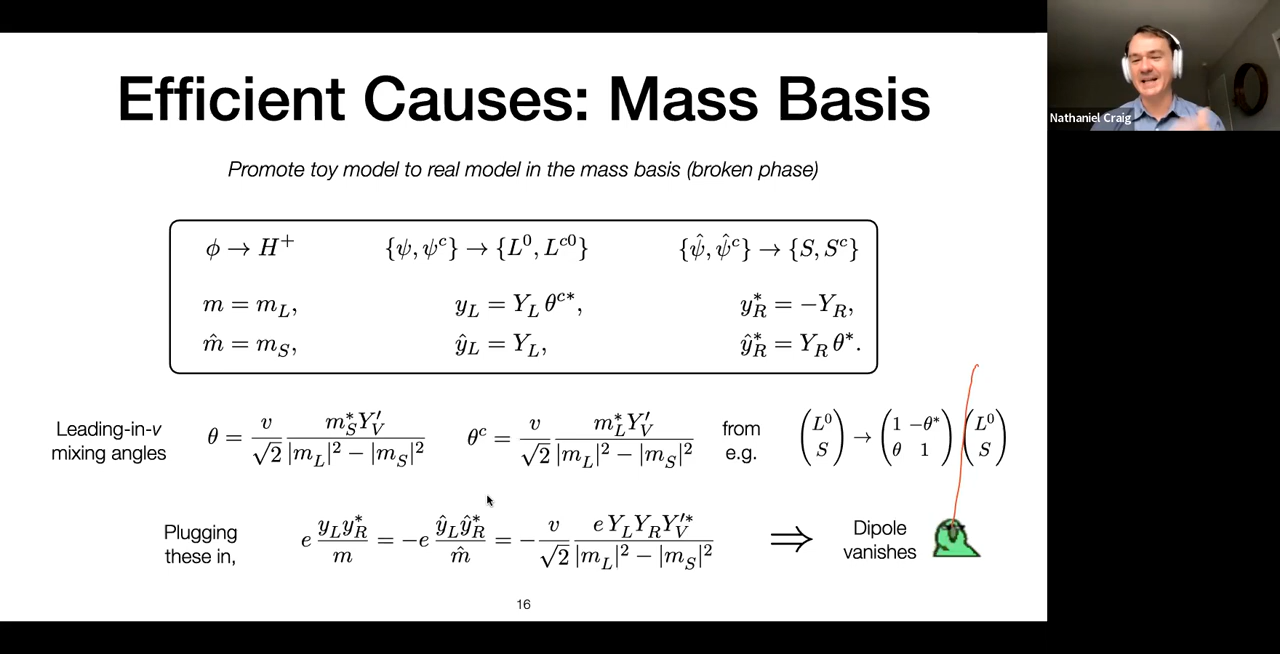 Efficient Causes: Mass Basis
Nathaniel Craig
Promote toy model to real model in the mass basis (broken phase)
ϕ → H⁺ {ψ, ψᶜ} → {L⁰, Lᶜ⁰} {ψ̂, ψ̂ᶜ} → {S, Sᶜ}
m = m_L, y_L = Y_L θᶜ*, y_R* = −Y_R,
m̂ = m_S, ŷ_L = Y_L, ŷ_R* = Y_R θ*.
Leading-in-v mixing angles θ = v/√2 m_S* Y_V′ / (|m_L|² − |m_S|²) θᶜ = v/√2 m_L* Y_V′ / (|m_L|² − |m_S|²) from e.g. (L⁰ S) → (1 −θ* θ 1) (L⁰ S)
Plugging these in, e y_L y_R* / m = −e ŷ_L ŷ_R* / m̂ = − v/√2 e Y_L Y_R Y_V′* / (|m_L|² − |m_S|²) ⟹ Dipole vanishes
16